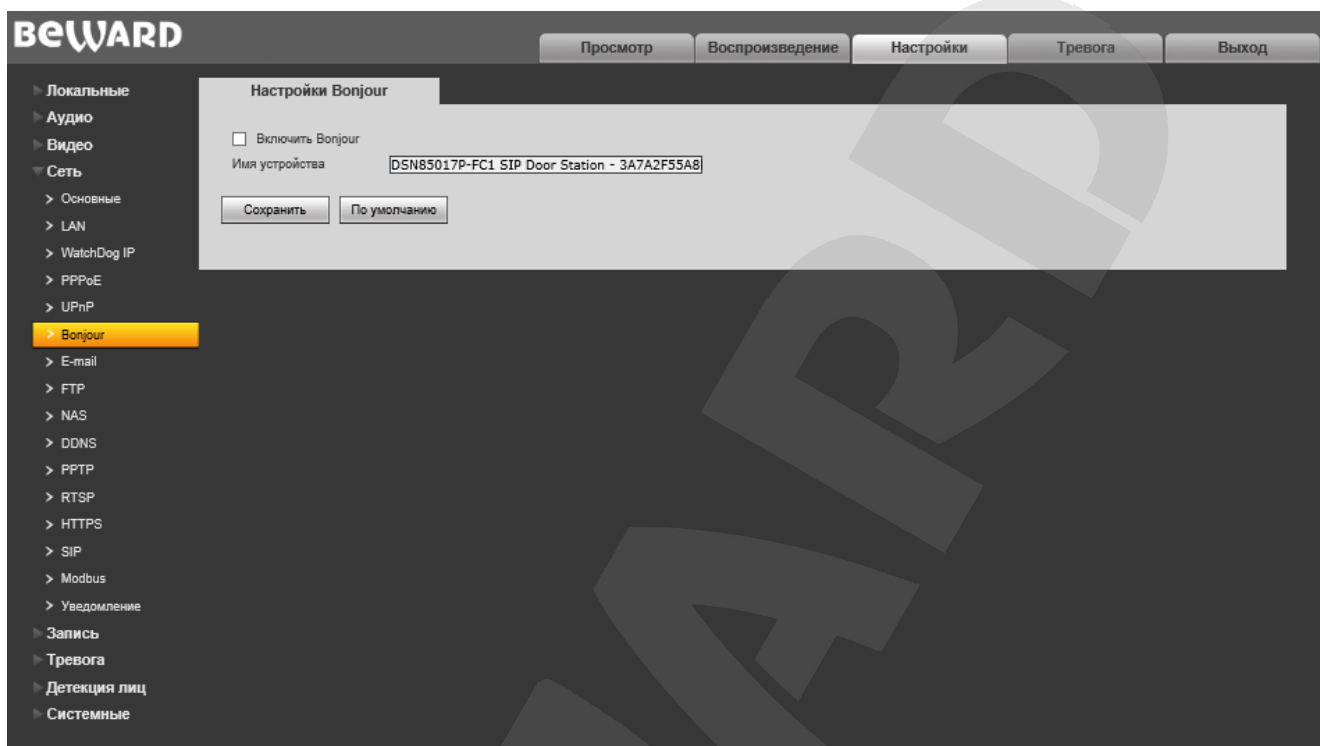 BEWARD
Просмотр
Воспроизведение
Настройки
Тревога
Выход
Локальные
Аудио
Видео
Сеть
Основные
LAN
WatchDog IP
PPPoE
UPnP
Bonjour
E-mail
FTP
NAS
DDNS
PPTP
RTSP
HTTPS
SIP
Modbus
Уведомление
Запись
Тревога
Детекция лиц
Системные
Настройки Bonjour
Включить Bonjour
Имя устройства DSN85017P-FC1 SIP Door Station - 3A7A2F55A8
Сохранить По умолчанию